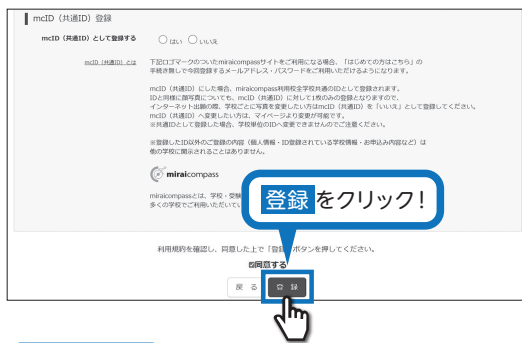 mcID（共通ID）登録
mcID（共通ID）として登録する
はい いいえ
mcID（共通ID）とは
下記ロゴマークのついたmiraicompassサイトをご利用になる場合、「はじめての方はこちら」の
手続き無しで今回登録するメールアドレス・パスワードをご利用いただけるようになります。
mcID（共通ID）にした場合、miraicompass利用校全学校共通のIDとして登録されます。
IDと同様に顔写真についても、mcID（共通ID）に対して1枚のみの登録となりますので、
インターネット出願の際、学校ごとに写真を変更したい方はmcID（共通ID）を「いいえ」として登録してください。
mcID（共通ID）へ変更したい方は、マイページより変更が可能です。
※共通IDとして登録した場合、学校単位のIDへ変更できませんのでご注意ください。
※登録したID以外のご登録の内容（個人情報・ID登録されている学校情報・お申込み内容など）は
他の学校に開示されることはありません。
miraicompass
miraicompassとは、学校・受験
多くの学校でご利用いただいてい
登録 をクリック！
利用規約を確認し、同意した上で「登録 ボタンを押してください。
同意する
戻る 登録